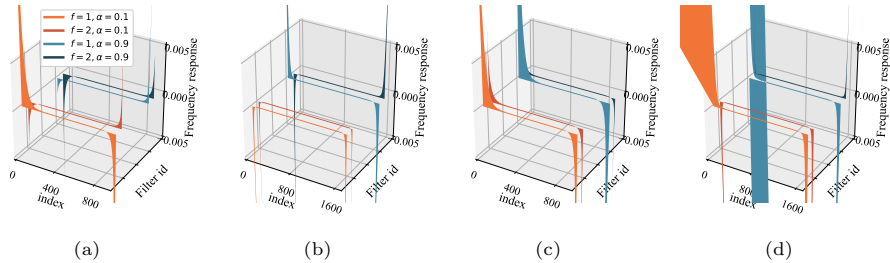 f = 1, α = 0.1
f = 2, α = 0.1
f = 1, α = 0.9
f = 2, α = 0.9
0.005
0.000
0.005
Frequency response
Filter id
index
0
400
800
(a)
0.005
0.000
0.005
Frequency response
Filter id
index
0
800
1600
(b)
0.005
0.000
0.005
Frequency response
Filter id
index
0
400
800
(c)
0.005
0.000
0.005
Frequency response
Filter id
index
0
800
1600
(d)